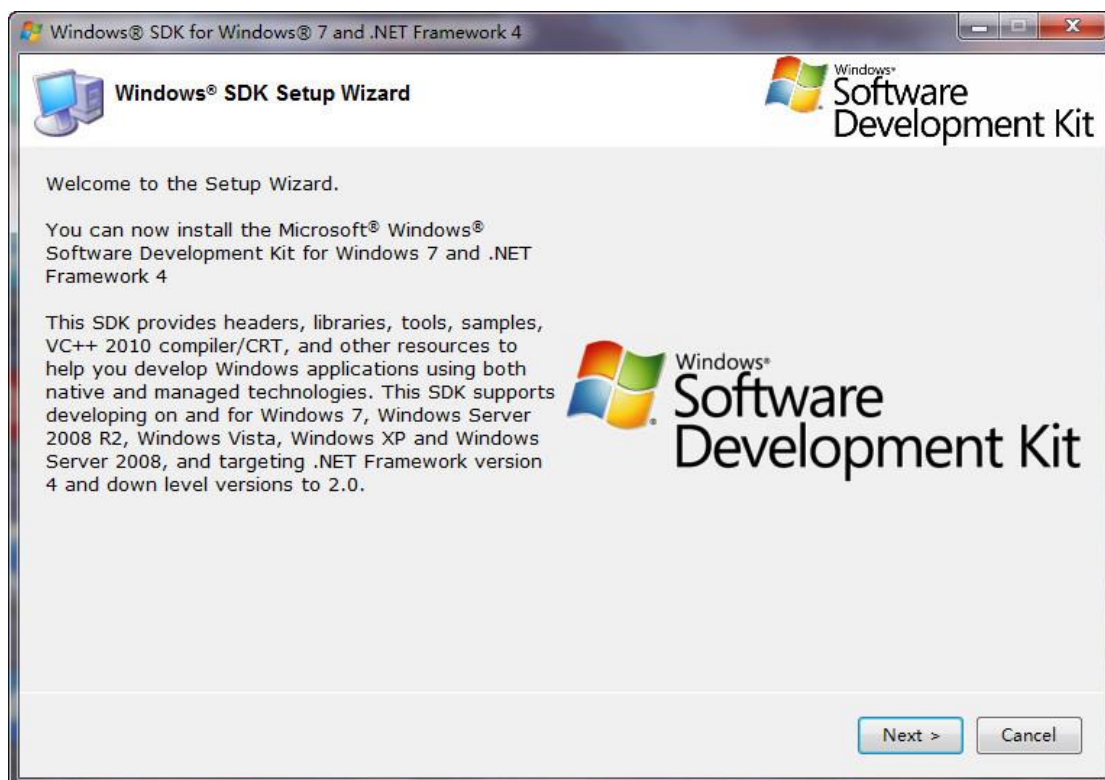 Windows® SDK for Windows® 7 and .NET Framework 4
Windows® SDK Setup Wizard
Windows®
Software
Development Kit
Welcome to the Setup Wizard.
You can now install the Microsoft® Windows®
Software Development Kit for Windows 7 and .NET
Framework 4
This SDK provides headers, libraries, tools, samples,
VC++ 2010 compiler/CRT, and other resources to
help you develop Windows applications using both
native and managed technologies. This SDK supports
developing on and for Windows 7, Windows Server
2008 R2, Windows Vista, Windows XP and Windows
Server 2008, and targeting .NET Framework version
4 and down level versions to 2.0.
Windows®
Software
Development Kit
Next >
Cancel